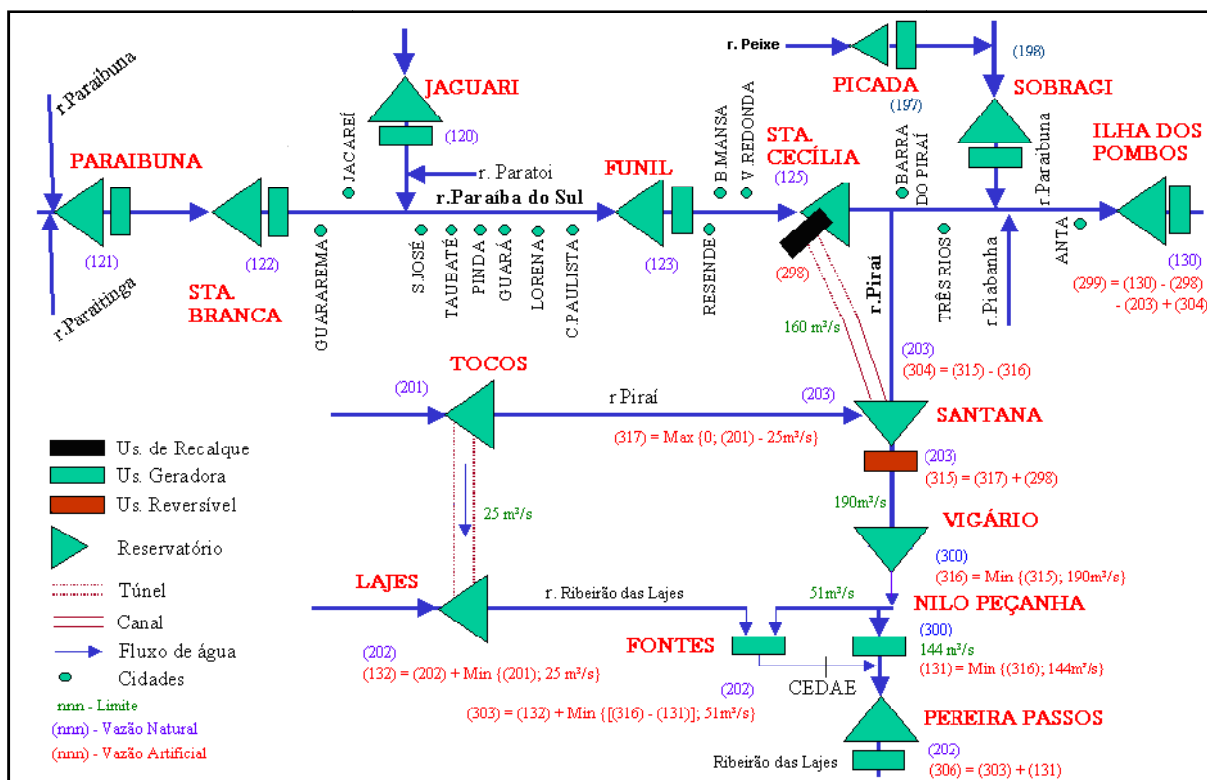 r. Peixe
(198)
PICADA
(197)
SOBRAGI
r.Paraibuna
JAGUARI
(120)
JACAREÍ
r. Paratoi
B.MANSA
V. REDONDA
STA.
CECÍLIA
(125)
BARRA
DO PIRAÍ
r.Paraibuna
ILHA DOS
POMBOS
PARAIBUNA
FUNIL
r.Paraíba do Sul
(121)
(122)
(123)
(298)
(130)
r.Paraitinga
STA.
BRANCA
GUARAREMA
S.JOSÉ
TAUBATÉ
PINDA
GUARÁ
LORENA
C.PAULISTA
RESENDE
r.Piraí
TRÊS RIOS
r.Piabanha
ANTA
(299) = (130) - (298)
- (203) + (304)
160 m³/s
(203)
(304) = (315) - (316)
TOCOS
(201)
r Piraí
(203)
SANTANA
(317) = Max {0; (201) - 25m³/s}
(203)
(315) = (317) + (298)
190m³/s
25 m³/s
VIGÁRIO
(300)
(316) = Min {(315); 190m³/s}
LAJES
r. Ribeirão das Lajes
51m³/s
NILO PEÇANHA
FONTES
(300)
144 m³/s
(131) = Min {(316); 144m³/s}
(202)
(132) = (202) + Min {(201); 25 m³/s}
CEDAE
(202)
(303) = (132) + Min {[(316) - (131)]; 51m³/s}
PEREIRA PASSOS
Ribeirão das Lajes
(202)
(306) = (303) + (131)
Us. de Recalque
Us. Geradora
Us. Reversível
Reservatório
Túnel
Canal
Fluxo de água
Cidades
nnn - Limite
(nnn) - Vazão Natural
(nnn) - Vazão Artificial